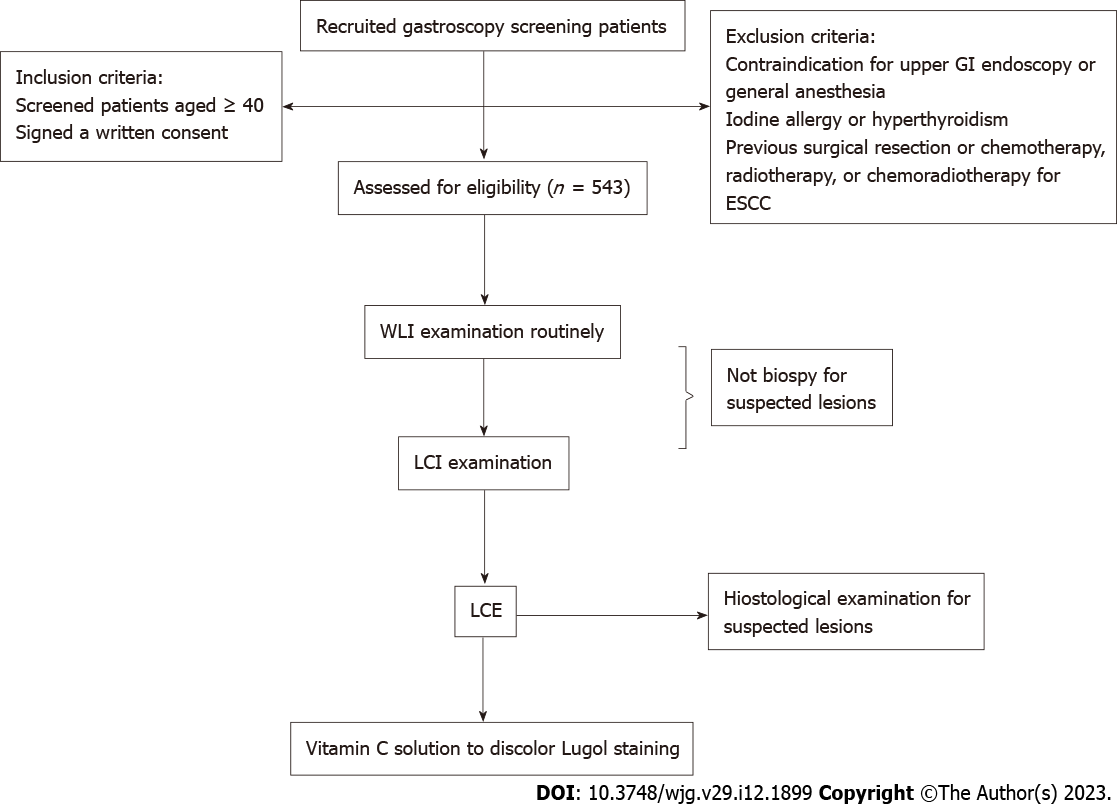 Recruited gastroscopy screening patients
Inclusion criteria:
Screened patients aged ≥ 40
Signed a written consent
Exclusion criteria:
Contraindication for upper GI endoscopy or
general anesthesia
Iodine allergy or hyperthyroidism
Previous surgical resection or chemotherapy,
radiotherapy, or chemoradiotherapy for
ESCC
Assessed for eligibility (n = 543)
WLI examination routinely
Not biospy for
suspected lesions
LCI examination
LCE
Hiostological examination for
suspected lesions
Vitamin C solution to discolor Lugol staining
DOI: 10.3748/wjg.v29.i12.1899 Copyright ©The Author(s) 2023.